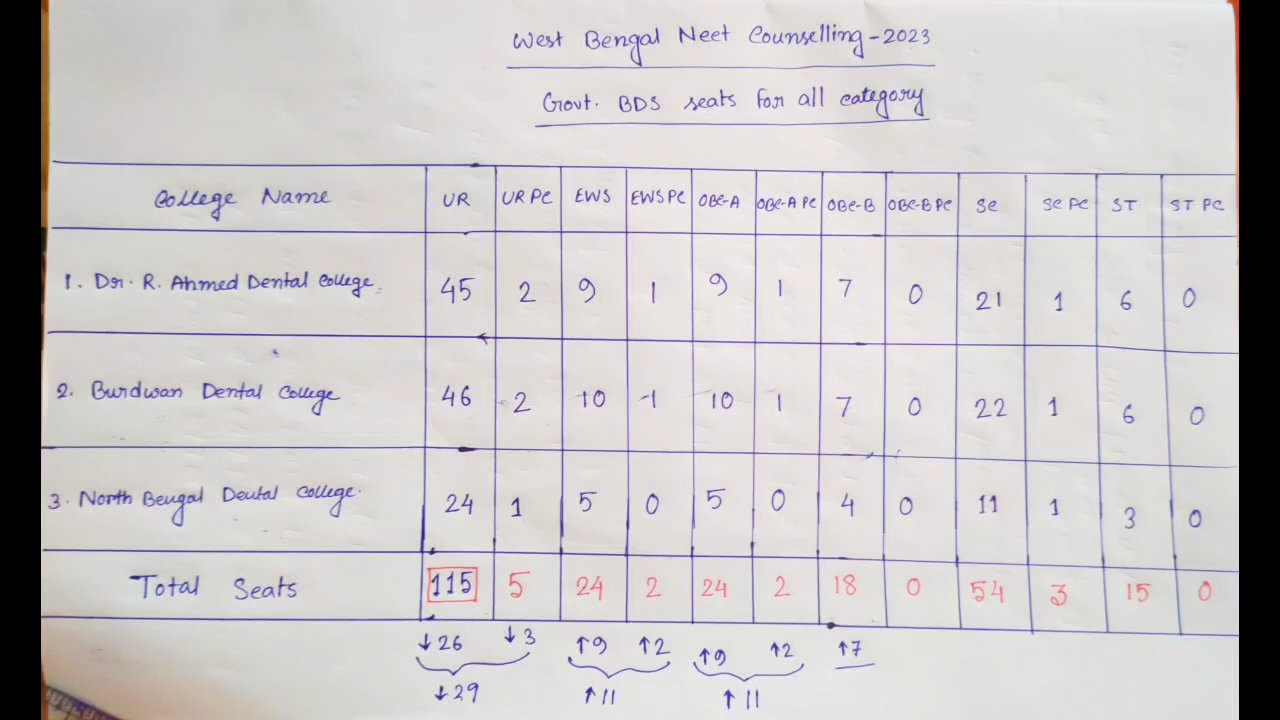 West Bengal Neet Counselling-2023
Govt. BDS seats for all category
College Name UR UR PC EWS EWS PC OBC-A OBC-A PC OBC-B OBC-B PC SC SC PC ST ST PC
1. Dr. R. Ahmed Dental College. 45 2 9 1 9 1 7 0 21 1 6 0
2. Burdwan Dental College 46 2 10 1 10 1 7 0 22 1 6 0
3. North Bengal Dental College. 24 1 5 0 5 0 4 0 11 1 3 0
Total Seats 115 5 24 2 24 2 18 0 54 3 15 0
↓26 ↓3 ↑9 ↑2 ↑9 ↑2 ↑7
↓29 ↑11 ↑11